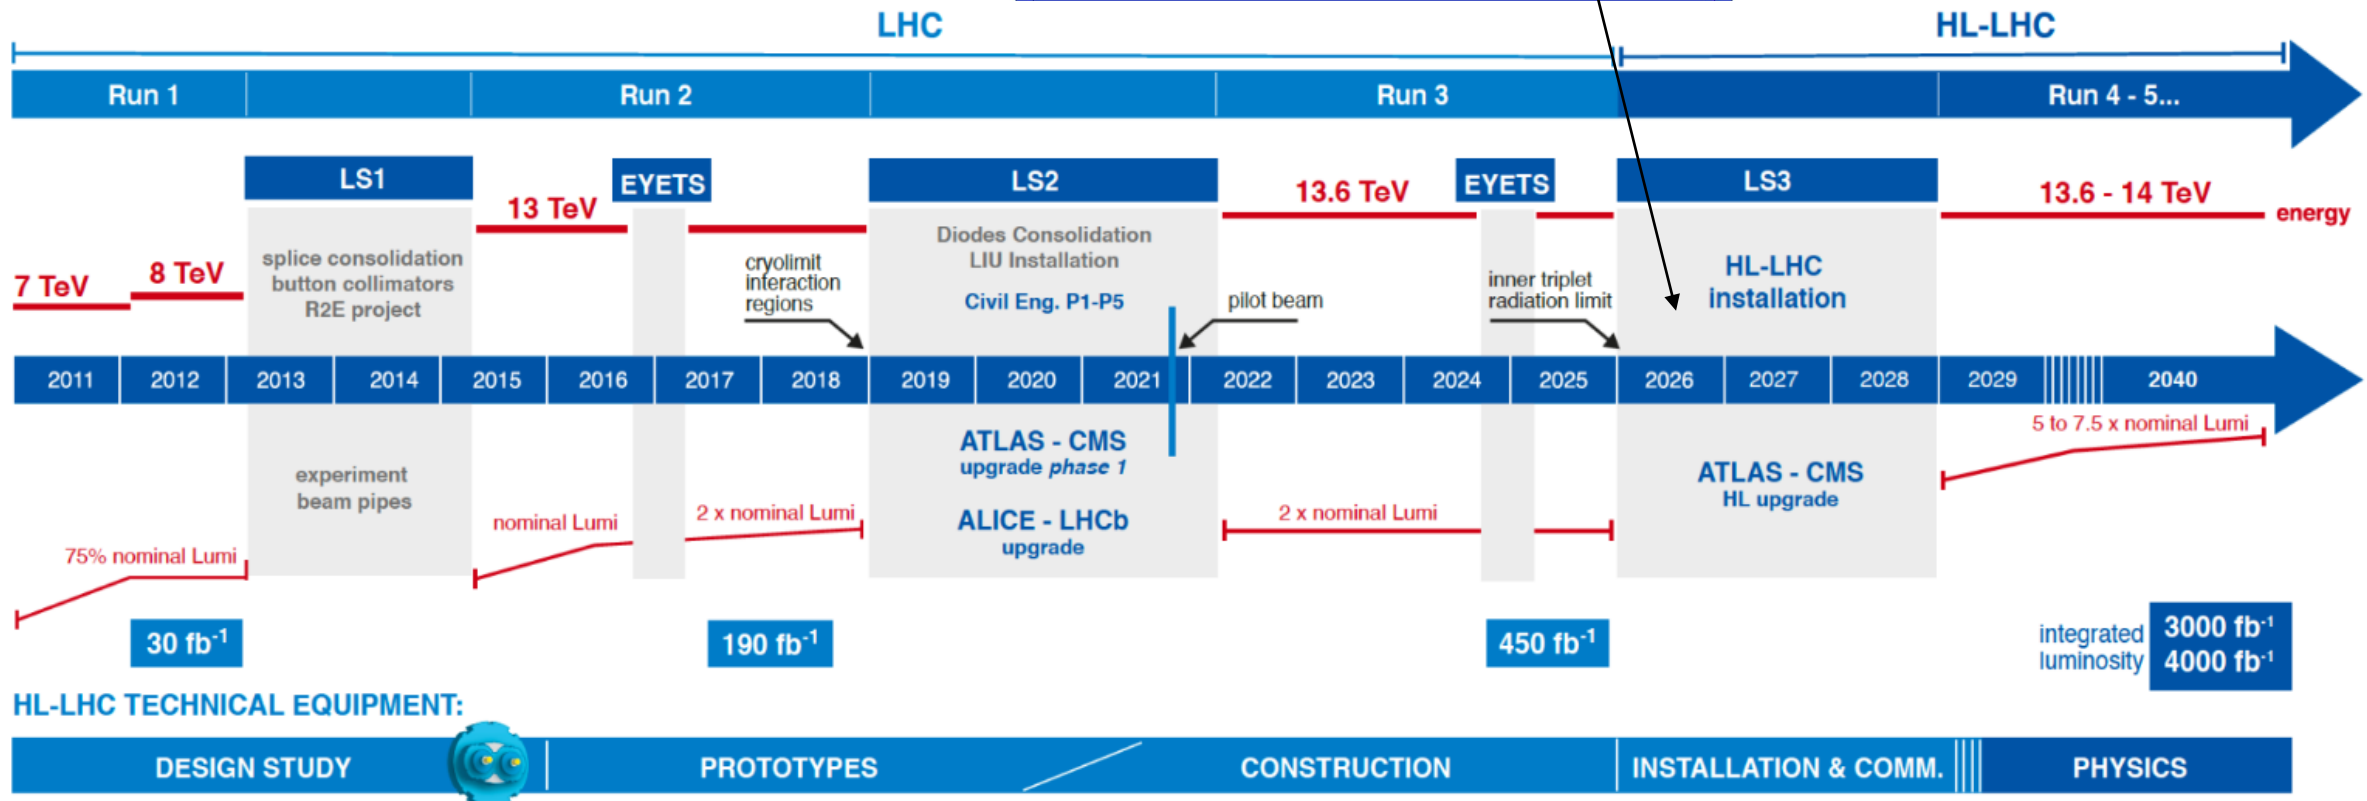 LHC
HL-LHC
Run 1
Run 2
Run 3
Run 4 - 5...
LS1
EYETS
LS2
EYETS
LS3
13 TeV
13.6 TeV
13.6 - 14 TeV
energy
7 TeV
8 TeV
splice consolidation
button collimators
R2E project
cryolimit
interaction
regions
Diodes Consolidation
LIU Installation
Civil Eng. P1-P5
pilot beam
inner triplet
radiation limit
HL-LHC
installation
2011 2012 2013 2014 2015 2016 2017 2018 2019 2020 2021 2022 2023 2024 2025 2026 2027 2028 2029 2040
5 to 7.5 x nominal Lumi
experiment
beam pipes
ATLAS - CMS
upgrade phase 1
ALICE - LHCb
upgrade
ATLAS - CMS
HL upgrade
75% nominal Lumi
nominal Lumi
2 x nominal Lumi
2 x nominal Lumi
30 fb⁻¹
190 fb⁻¹
450 fb⁻¹
integrated
luminosity
3000 fb⁻¹
4000 fb⁻¹
HL-LHC TECHNICAL EQUIPMENT:
DESIGN STUDY
PROTOTYPES
CONSTRUCTION
INSTALLATION & COMM.
PHYSICS